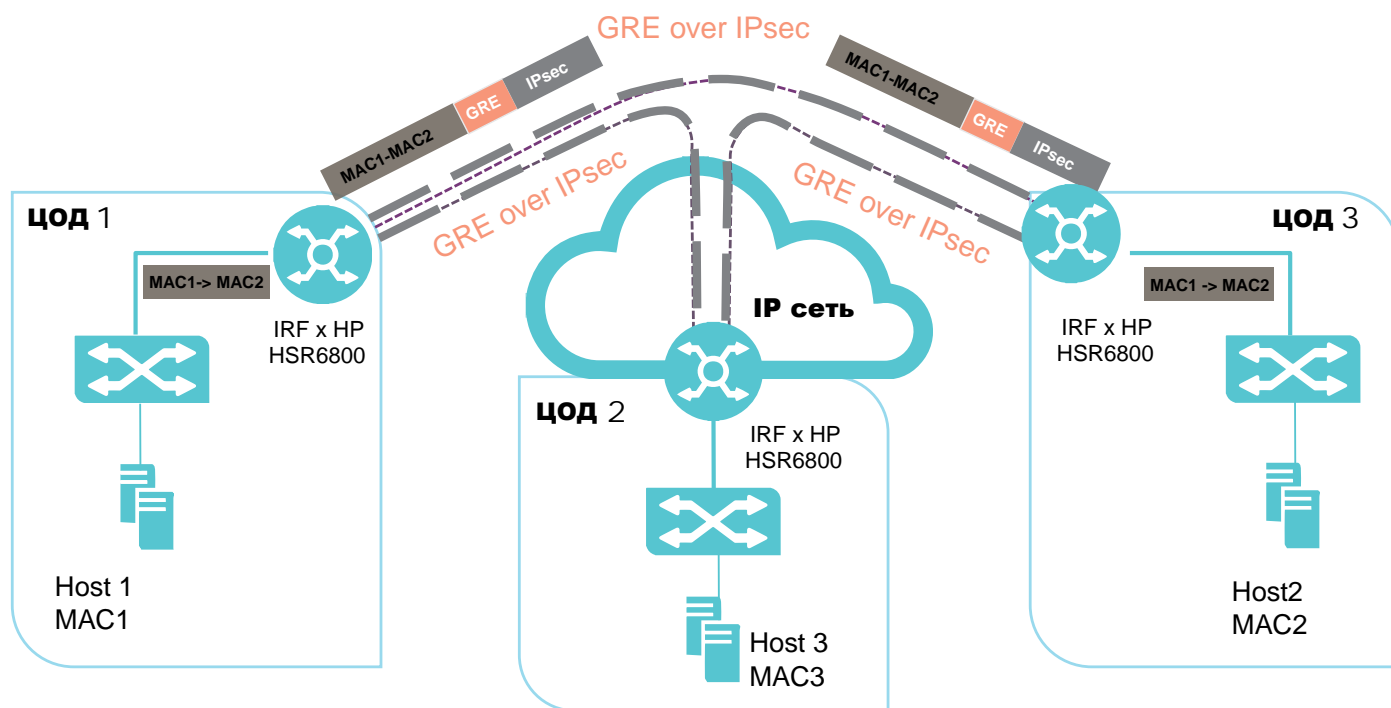 GRE over IPsec
MAC1-MAC2 GRE IPsec
MAC1-MAC2 GRE IPsec
GRE over IPsec
GRE over IPsec
ЦОД 1
MAC1-> MAC2
IRF x HP
HSR6800
Host 1
MAC1
IP сеть
ЦОД 2
IRF x HP
HSR6800
Host 3
MAC3
ЦОД 3
MAC1 -> MAC2
IRF x HP
HSR6800
Host2
MAC2